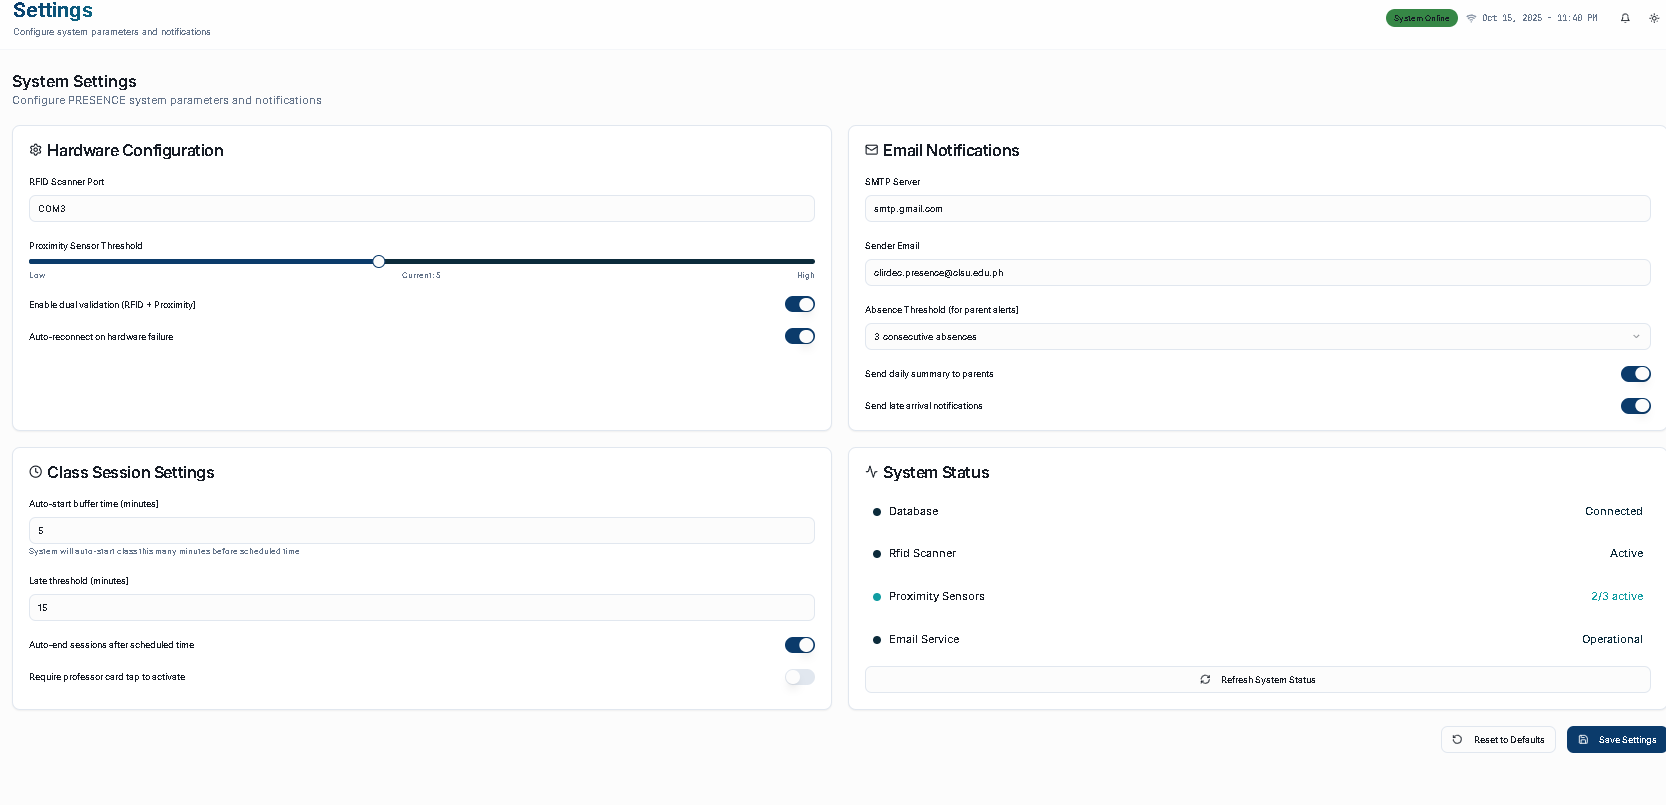 Settings
Configure system parameters and notifications
System Online
Oct 15, 2025 - 11:40 PM
System Settings
Configure PRESENCE system parameters and notifications
Hardware Configuration
RFID Scanner Port
COM3
Proximity Sensor Threshold
Low
Current: 5
High
Enable dual validation (RFID + Proximity)
Auto-reconnect on hardware failure
Email Notifications
SMTP Server
smtp.gmail.com
Sender Email
clirdec.presence@clsu.edu.ph
Absence Threshold (for parent alerts)
3 consecutive absences
Send daily summary to parents
Send late arrival notifications
Class Session Settings
Auto-start buffer time (minutes)
5
System will auto-start class this many minutes before scheduled time
Late threshold (minutes)
15
Auto-end sessions after scheduled time
Require professor card tap to activate
System Status
Database
Connected
Rfid Scanner
Active
Proximity Sensors
2/3 active
Email Service
Operational
Refresh System Status
Reset to Defaults
Save Settings